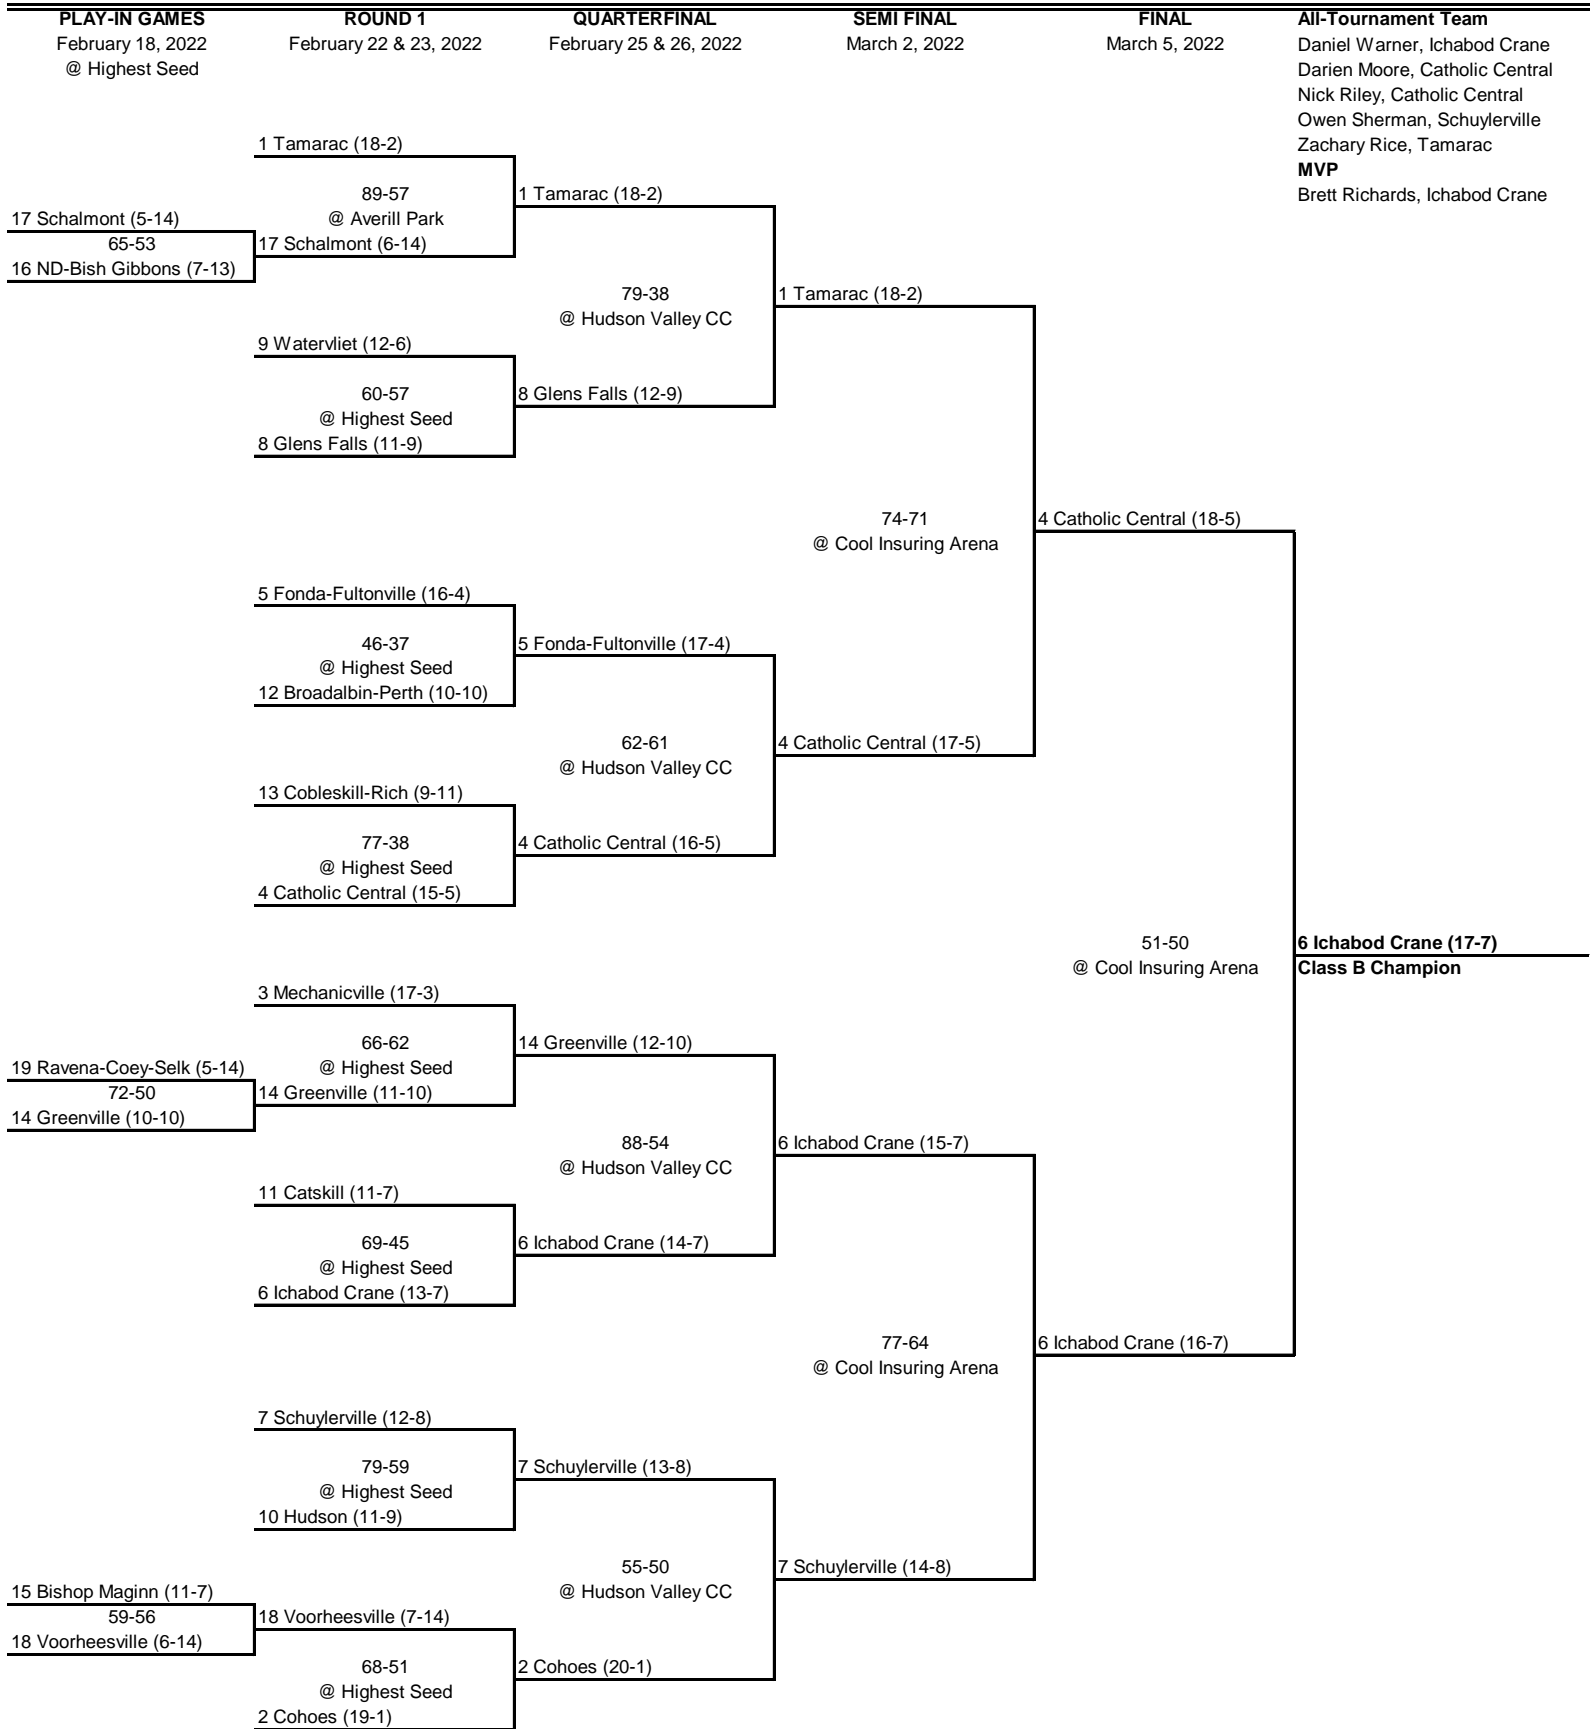 PLAY-IN GAMES
February 18, 2022
@ Highest Seed
ROUND 1
February 22 & 23, 2022
QUARTERFINAL
February 25 & 26, 2022
SEMI FINAL
March 2, 2022
FINAL
March 5, 2022
All-Tournament Team
Daniel Warner, Ichabod Crane
Darien Moore, Catholic Central
Nick Riley, Catholic Central
Owen Sherman, Schuylerville
Zachary Rice, Tamarac
MVP
Brett Richards, Ichabod Crane
17 Schalmont (5-14)
65-53
16 ND-Bish Gibbons (7-13)
19 Ravena-Coey-Selk (5-14)
72-50
14 Greenville (10-10)
15 Bishop Maginn (11-7)
59-56
18 Voorheesville (6-14)
1 Tamarac (18-2)
89-57
@ Averill Park
17 Schalmont (6-14)
9 Watervliet (12-6)
60-57
@ Highest Seed
8 Glens Falls (11-9)
5 Fonda-Fultonville (16-4)
46-37
@ Highest Seed
12 Broadalbin-Perth (10-10)
13 Cobleskill-Rich (9-11)
77-38
@ Highest Seed
4 Catholic Central (15-5)
3 Mechanicville (17-3)
66-62
@ Highest Seed
14 Greenville (11-10)
11 Catskill (11-7)
69-45
@ Highest Seed
6 Ichabod Crane (13-7)
7 Schuylerville (12-8)
79-59
@ Highest Seed
10 Hudson (11-9)
18 Voorheesville (7-14)
68-51
@ Highest Seed
2 Cohoes (19-1)
1 Tamarac (18-2)
79-38
@ Hudson Valley CC
8 Glens Falls (12-9)
5 Fonda-Fultonville (17-4)
62-61
@ Hudson Valley CC
4 Catholic Central (16-5)
14 Greenville (12-10)
88-54
@ Hudson Valley CC
6 Ichabod Crane (14-7)
7 Schuylerville (13-8)
55-50
@ Hudson Valley CC
2 Cohoes (20-1)
1 Tamarac (18-2)
74-71
@ Cool Insuring Arena
4 Catholic Central (17-5)
6 Ichabod Crane (15-7)
77-64
@ Cool Insuring Arena
7 Schuylerville (14-8)
4 Catholic Central (18-5)
51-50
@ Cool Insuring Arena
6 Ichabod Crane (16-7)
6 Ichabod Crane (17-7)
Class B Champion